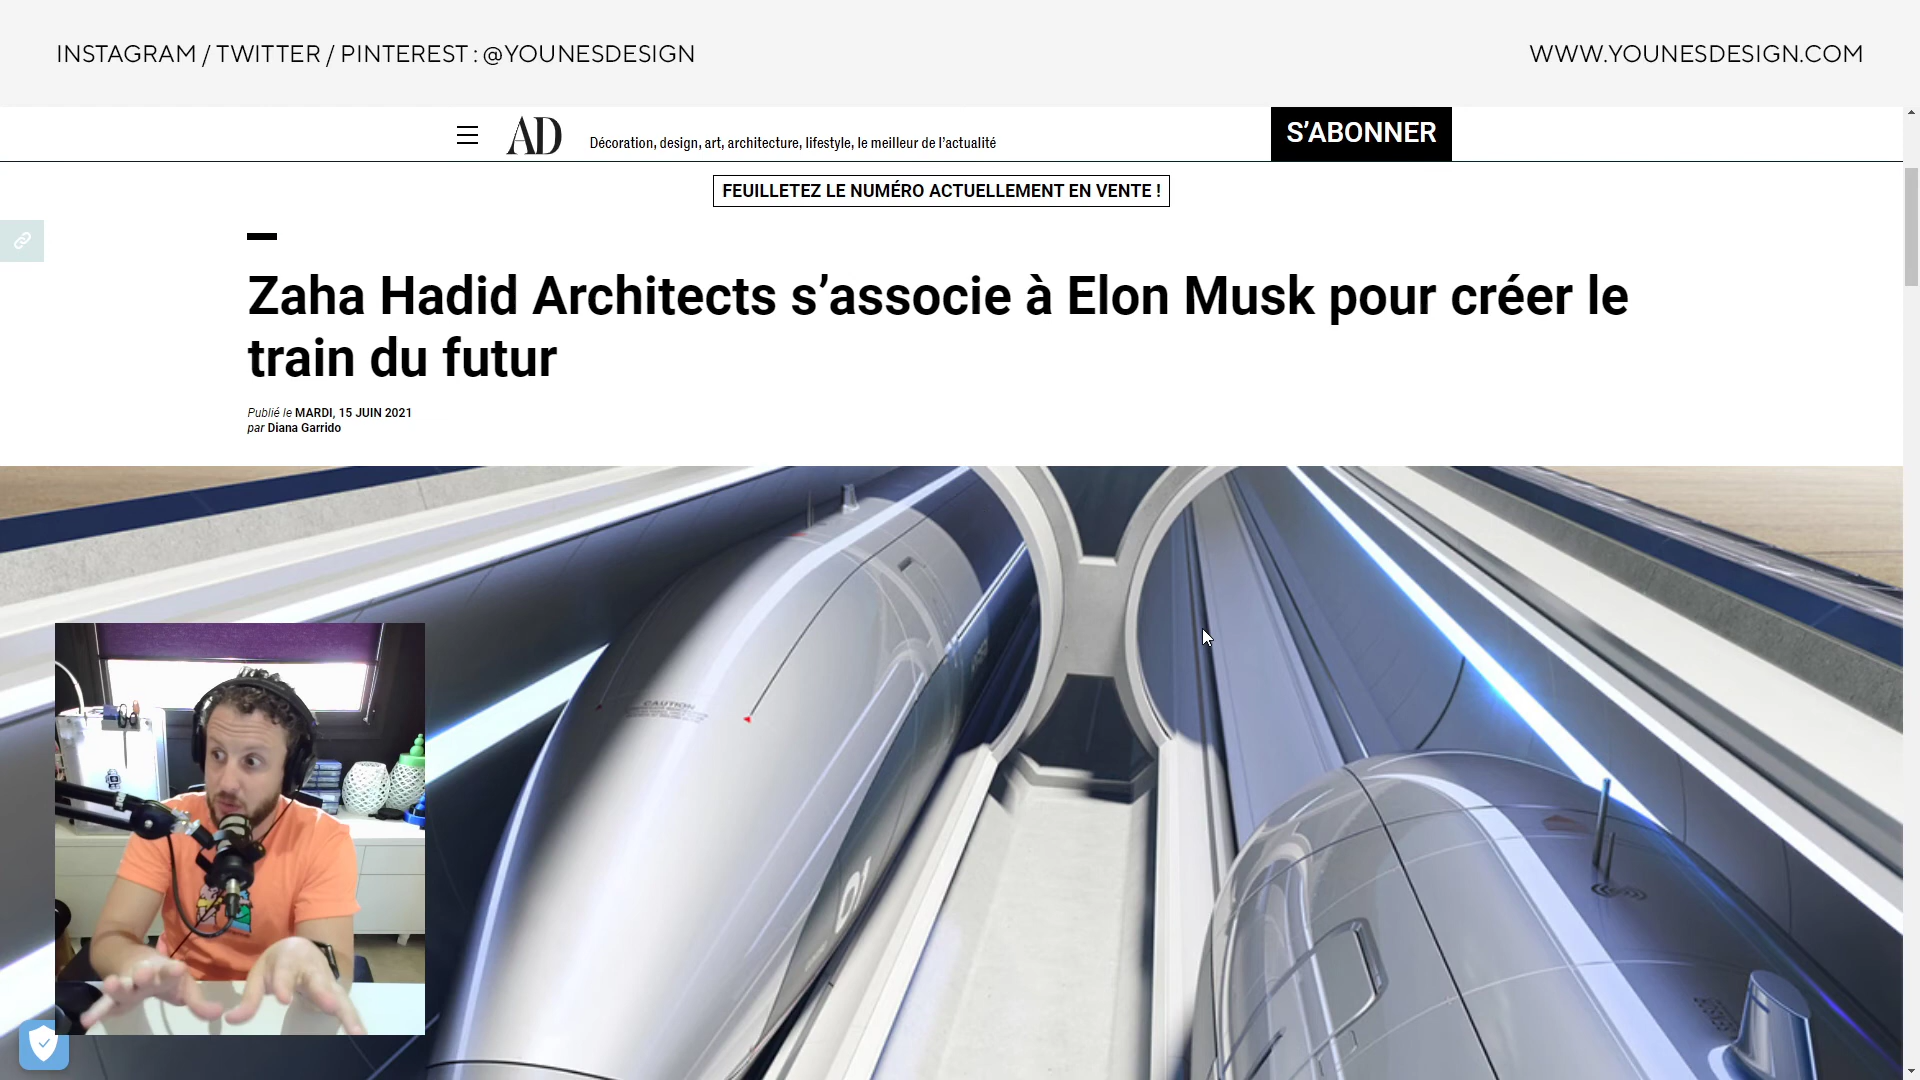 INSTAGRAM / TWITTER / PINTEREST : @YOUNESDESIGN
WWW.YOUNESDESIGN.COM
AD
Décoration, design, art, architecture, lifestyle, le meilleur de l’actualité
S’ABONNER
FEUILLETEZ LE NUMÉRO ACTUELLEMENT EN VENTE !
Zaha Hadid Architects s’associe à Elon Musk pour créer le
train du futur
Publié le MARDI, 15 JUIN 2021
par Diana Garrido
CAUTION